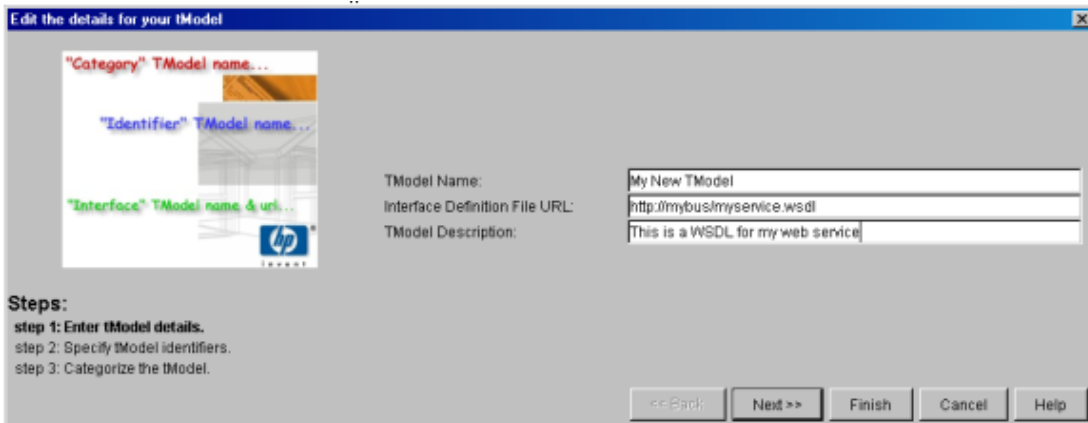 Edit the details for your tModel
"Category" TModel name...
"Identifier" TModel name...
"Interface" TModel name & url...
hp
invent
TModel Name: My New TModel
Interface Definition File URL: http://mybus/myservice.wsdl
TModel Description: This is a WSDL for my web service
Steps:
step 1: Enter tModel details.
step 2: Specify tModel identifiers.
step 3: Categorize the tModel.
<< Back Next >> Finish Cancel Help